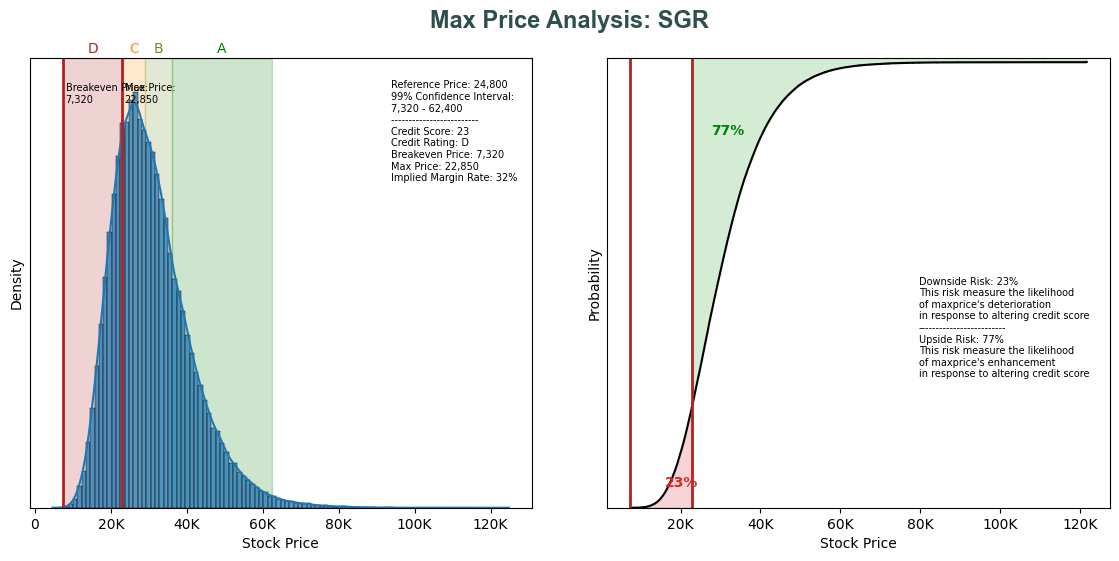 Max Price Analysis: SGR
D C B A
Breakeven Price:
7,320
Max Price:
22,850
Reference Price: 24,800
99% Confidence Interval:
7,320 - 62,400
-------------------------
Credit Score: 23
Credit Rating: D
Breakeven Price: 7,320
Max Price: 22,850
Implied Margin Rate: 32%
Density
0 20K 40K 60K 80K 100K 120K
Stock Price
77%
Downside Risk: 23%
This risk measure the likelihood
of maxprice's deterioration
in response to altering credit score
-------------------------
Upside Risk: 77%
This risk measure the likelihood
of maxprice's enhancement
in response to altering credit score
23%
Probability
20K 40K 60K 80K 100K 120K
Stock Price